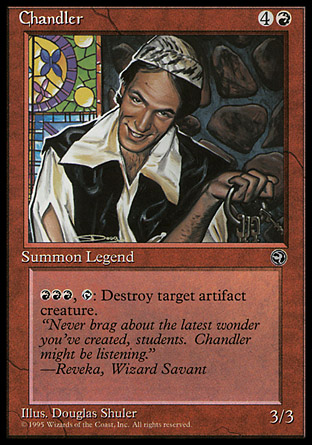 Chandler 4
Summon Legend
: Destroy target artifact
creature.
"Never brag about the latest wonder
you've created, students. Chandler
might be listening."
—Reveka, Wizard Savant
Illus. Douglas Shuler
3/3
© 1995 Wizards of the Coast, Inc. All rights reserved.